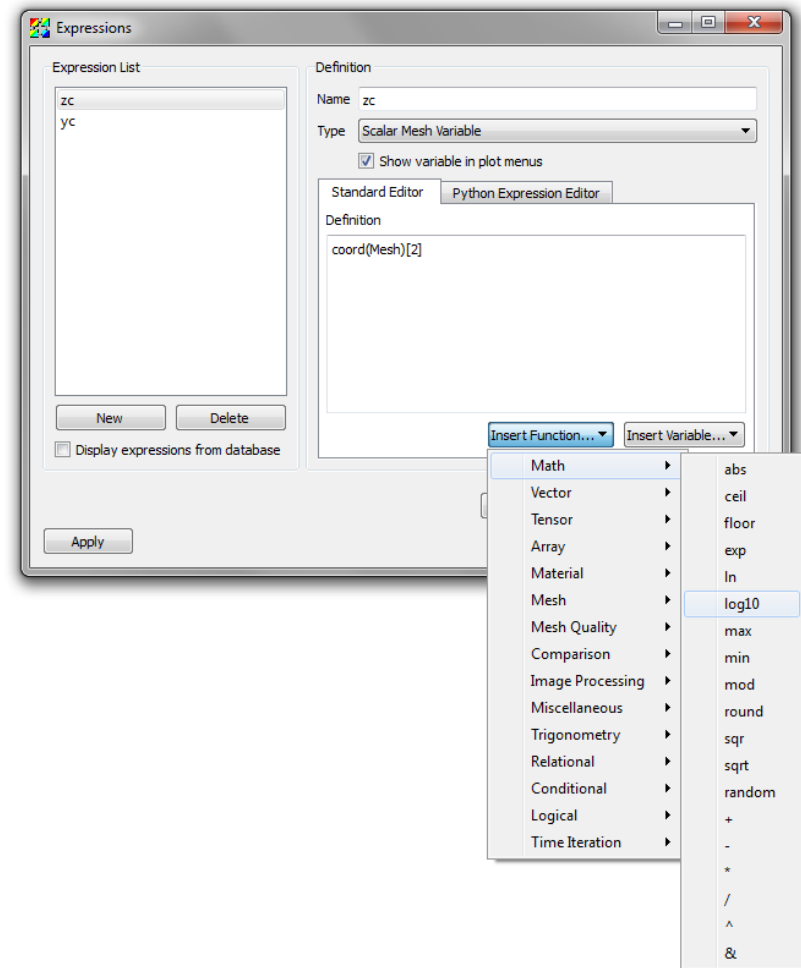 Expressions
Expression List
zc
yc
New
Delete
Display expressions from database
Apply
Definition
Name zc
Type Scalar Mesh Variable
Show variable in plot menus
Standard Editor
Python Expression Editor
Definition
coord(Mesh)[2]
Insert Function...
Insert Variable...
Math
Vector
Tensor
Array
Material
Mesh
Mesh Quality
Comparison
Image Processing
Miscellaneous
Trigonometry
Relational
Conditional
Logical
Time Iteration
abs
ceil
floor
exp
ln
log10
max
min
mod
round
sqr
sqrt
random
+
-
*
/
^
&